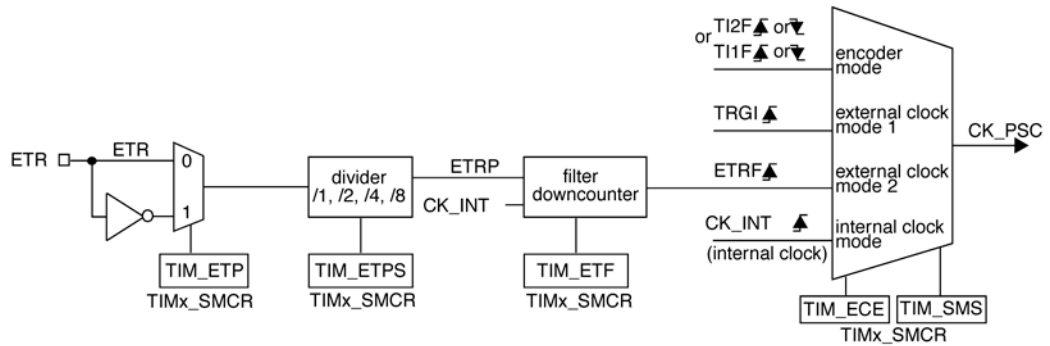 ETR
ETR
0
1
TIM_ETP
TIMx_SMCR
divider
/1, /2, /4, /8
TIM_ETPS
TIMx_SMCR
ETRP
CK_INT
filter
downcounter
TIM_ETF
TIMx_SMCR
or TI2F or
TI1F or
encoder
mode
TRGI
external clock
mode 1
ETRF
external clock
mode 2
CK_INT
(internal clock)
internal clock
mode
CK_PSC
TIM_ECE
TIM_SMS
TIMx_SMCR